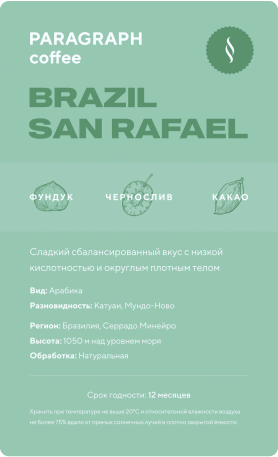 PARAGRAPH
coffee
BRAZIL
SAN RAFAEL
ФУНДУК ЧЕРНОСЛИВ КАКАО
Сладкий сбалансированный вкус с низкой
кислотностью и округлым плотным телом
Вид: Арабика
Разновидность: Катуаи, Мундо-Ново
Регион: Бразилия, Серрадо Минейро
Высота: 1050 м над уровнем моря
Обработка: Натуральная
Срок годности: 12 месяцев
Хранить при температуре не выше 20°С и относительной влажности воздуха
не более 75% вдали от прямых солнечных лучей в плотно закрытой ёмкости